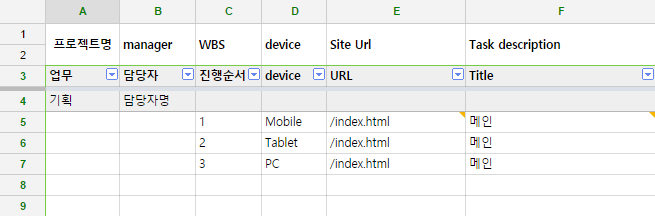 A B C D E F
1 프로젝트명 manager WBS device Site Url Task description
2
3 업무 담당자 진행순서 device URL Title
4 기획 담당자명
5 1 Mobile /index.html 메인
6 2 Tablet /index.html 메인
7 3 PC /index.html 메인
8
9